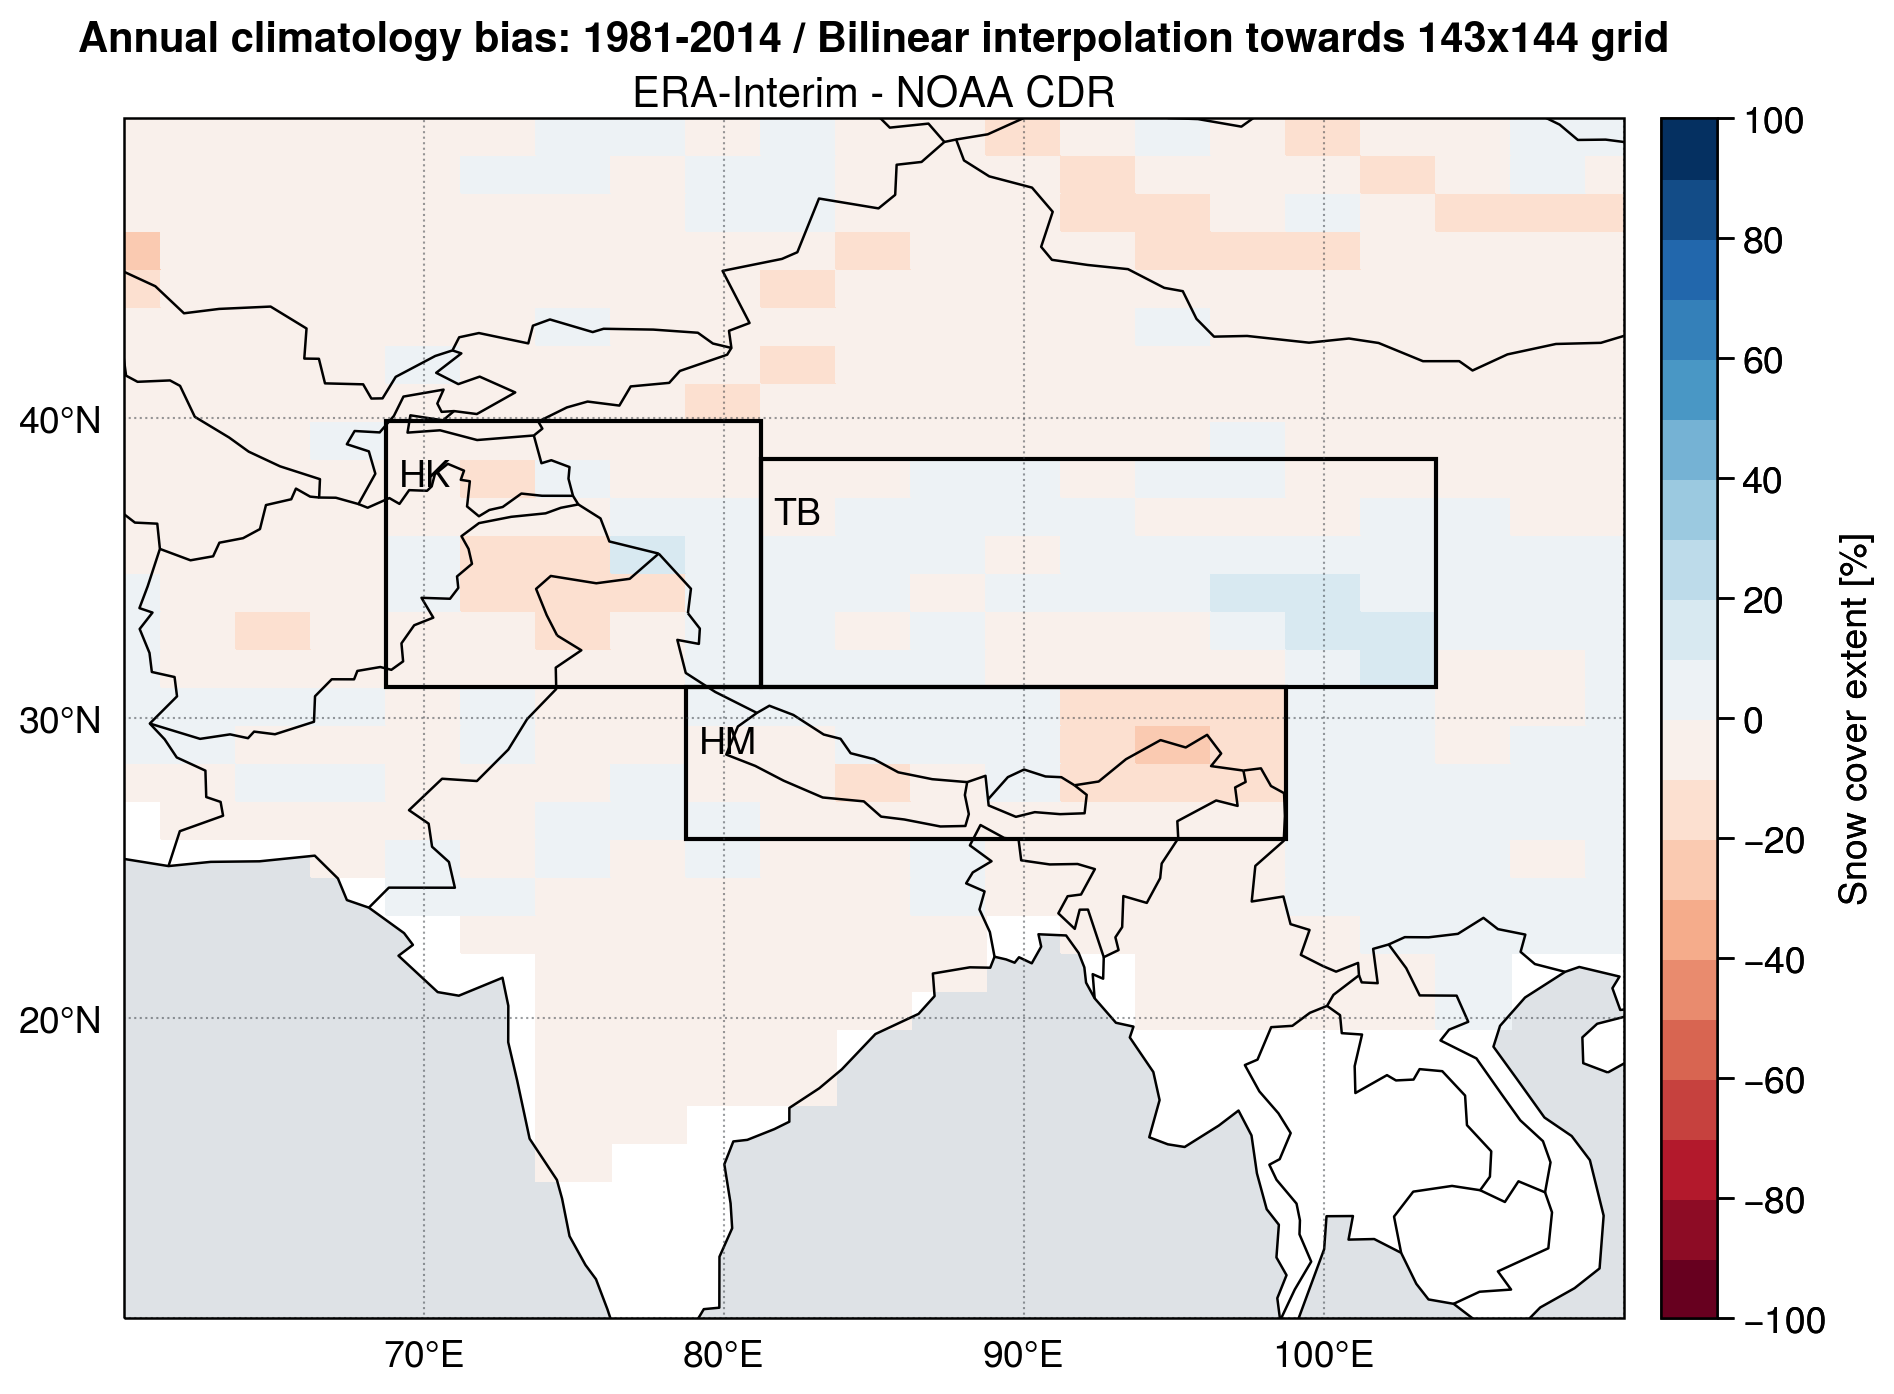 Annual climatology bias: 1981-2014 / Bilinear interpolation towards 143x144 grid
ERA-Interim - NOAA CDR
40°N
30°N
20°N
70°E
80°E
90°E
100°E
HK
TB
HM
100
80
60
40
20
0
−20
−40
−60
−80
−100
Snow cover extent [%]